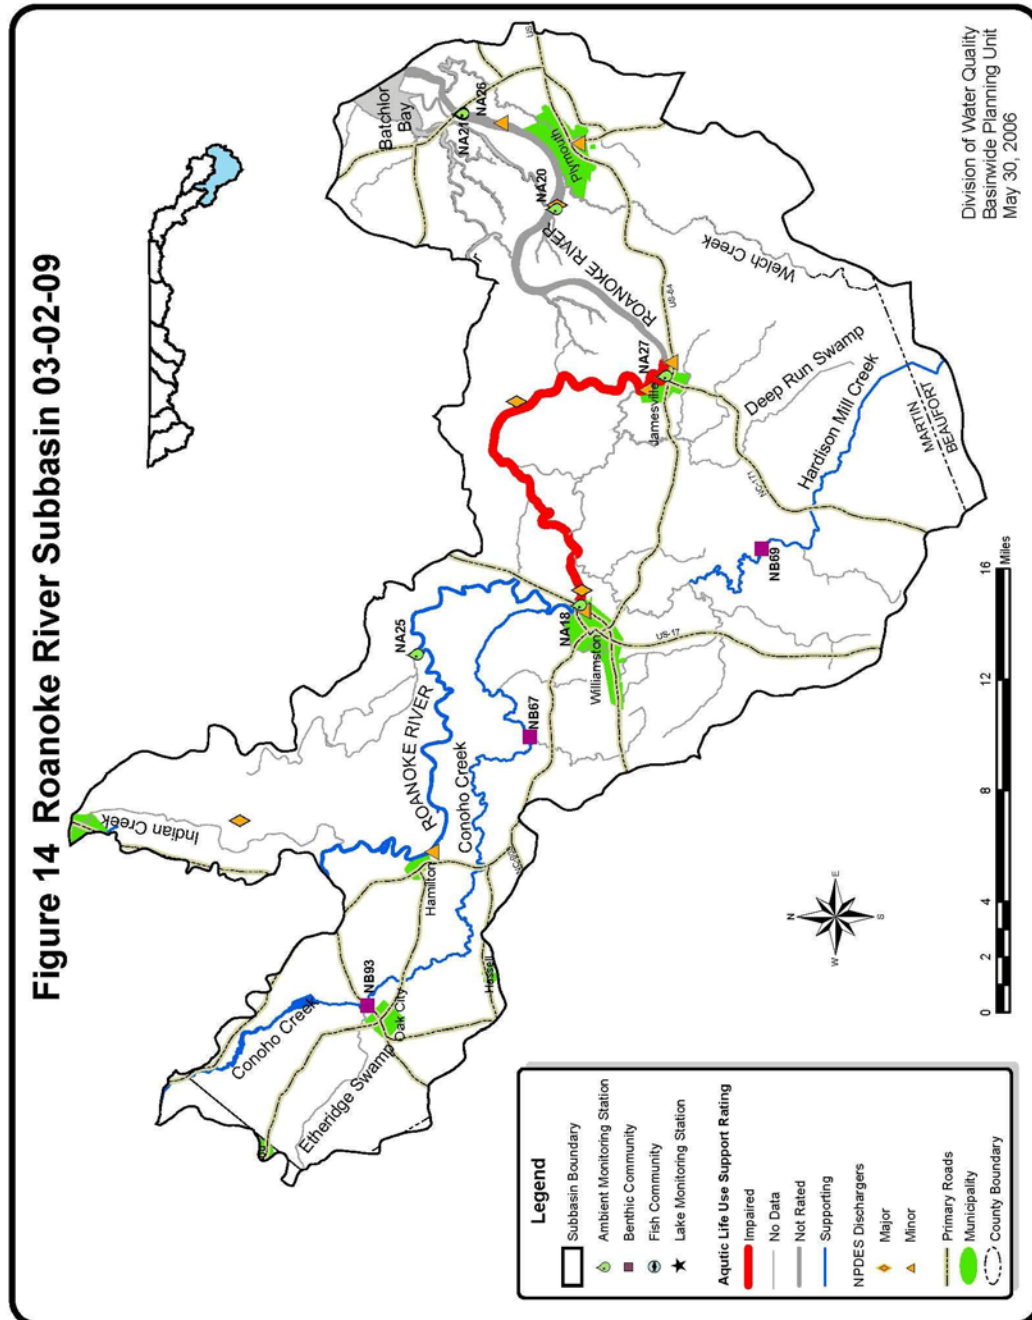 Figure 14 Roanoke River Subbasin 03-02-09
Batchlor
Bay
NA21
NA26
NA20
Plymouth
ROANOKE RIVER
Welch Creek
US-64
NA27
Jamesville
Deep Run Swamp
Hardison Mill Creek
NC-171
MARTIN
BEAUFORT
NB69
NA18
Williamston
US-17
NA25
ROANOKE RIVER
NB67
Conoho Creek
Indian Creek
Hamilton
Hassell
NB93
Oak City
Conoho Creek
Etheridge Swamp
N
E
S
W
0 2 4 8 12 16
Miles
Legend
Subbasin Boundary
Ambient Monitoring Station
Benthic Community
Fish Community
Lake Monitoring Station
Aqutic Life Use Support Rating
Impaired
No Data
Not Rated
Supporting
NPDES Dischargers
Major
Minor
Primary Roads
Municipality
County Boundary
Division of Water Quality
Basinwide Planning Unit
May 30, 2006